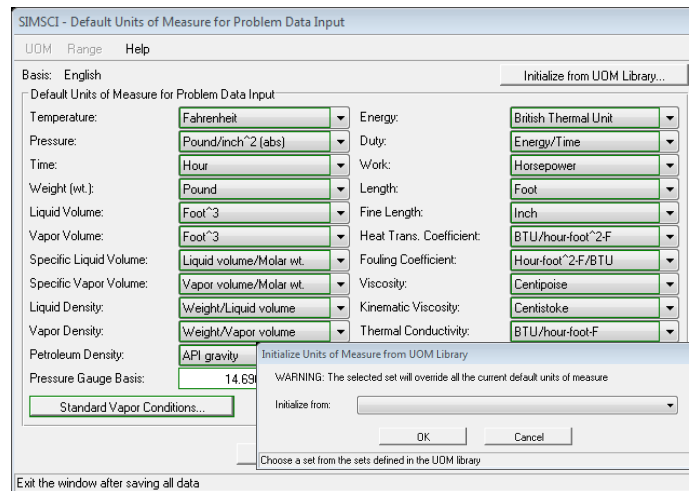 SIMSCI - Default Units of Measure for Problem Data Input
UOM Range Help
Basis: English Initialize from UOM Library...
Default Units of Measure for Problem Data Input
Temperature: Fahrenheit Energy: British Thermal Unit
Pressure: Pound/inch^2 (abs) Duty: Energy/Time
Time: Hour Work: Horsepower
Weight (wt.): Pound Length: Foot
Liquid Volume: Foot^3 Fine Length: Inch
Vapor Volume: Foot^3 Heat Trans. Coefficient: BTU/hour-foot^2-F
Specific Liquid Volume: Liquid volume/Molar wt. Fouling Coefficient: Hour-foot^2-F/BTU
Specific Vapor Volume: Vapor volume/Molar wt. Viscosity: Centipoise
Liquid Density: Weight/Liquid volume Kinematic Viscosity: Centistoke
Vapor Density: Weight/Vapor volume Thermal Conductivity: BTU/hour-foot-F
Petroleum Density: API gravity
Pressure Gauge Basis: 14.69
Standard Vapor Conditions...
Initialize Units of Measure from UOM Library
WARNING: The selected set will override all the current default units of measure
Initialize from:
OK Cancel
Choose a set from the sets defined in the UOM library
Exit the window after saving all data